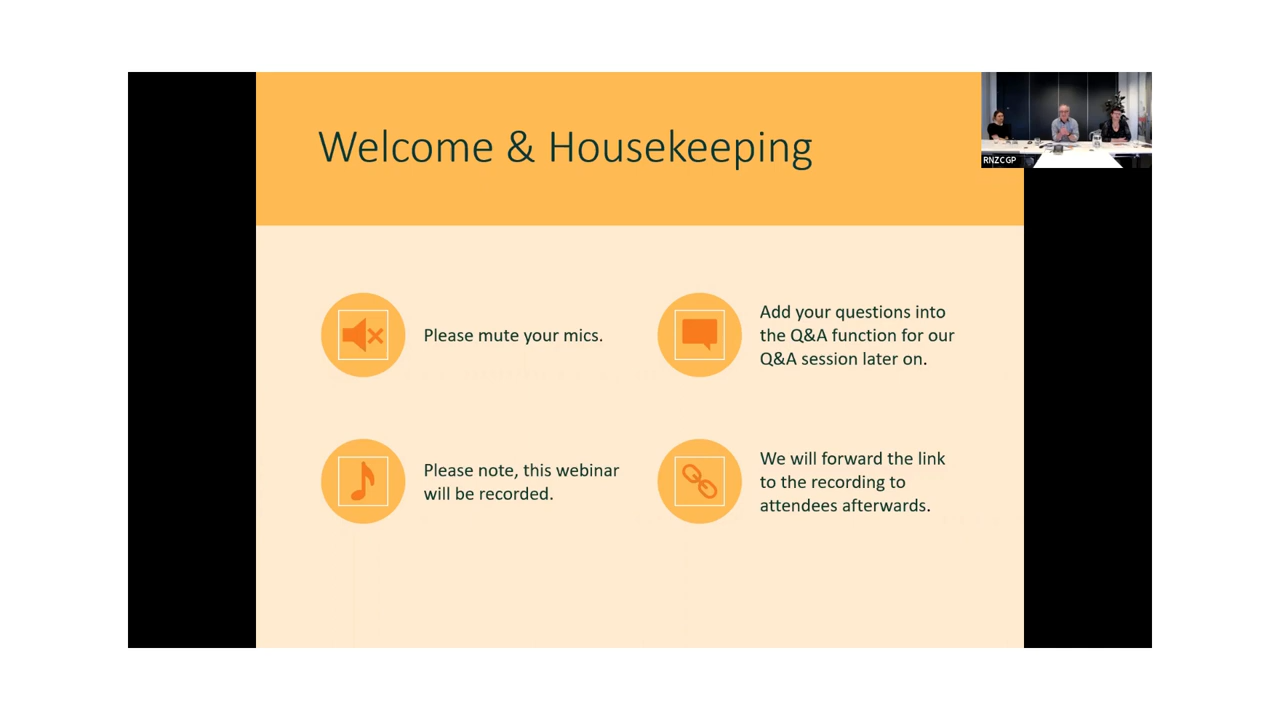 Welcome & Housekeeping
RNZCGP
Please mute your mics.
Add your questions into
the Q&A function for our
Q&A session later on.
Please note, this webinar
will be recorded.
We will forward the link
to the recording to
attendees afterwards.